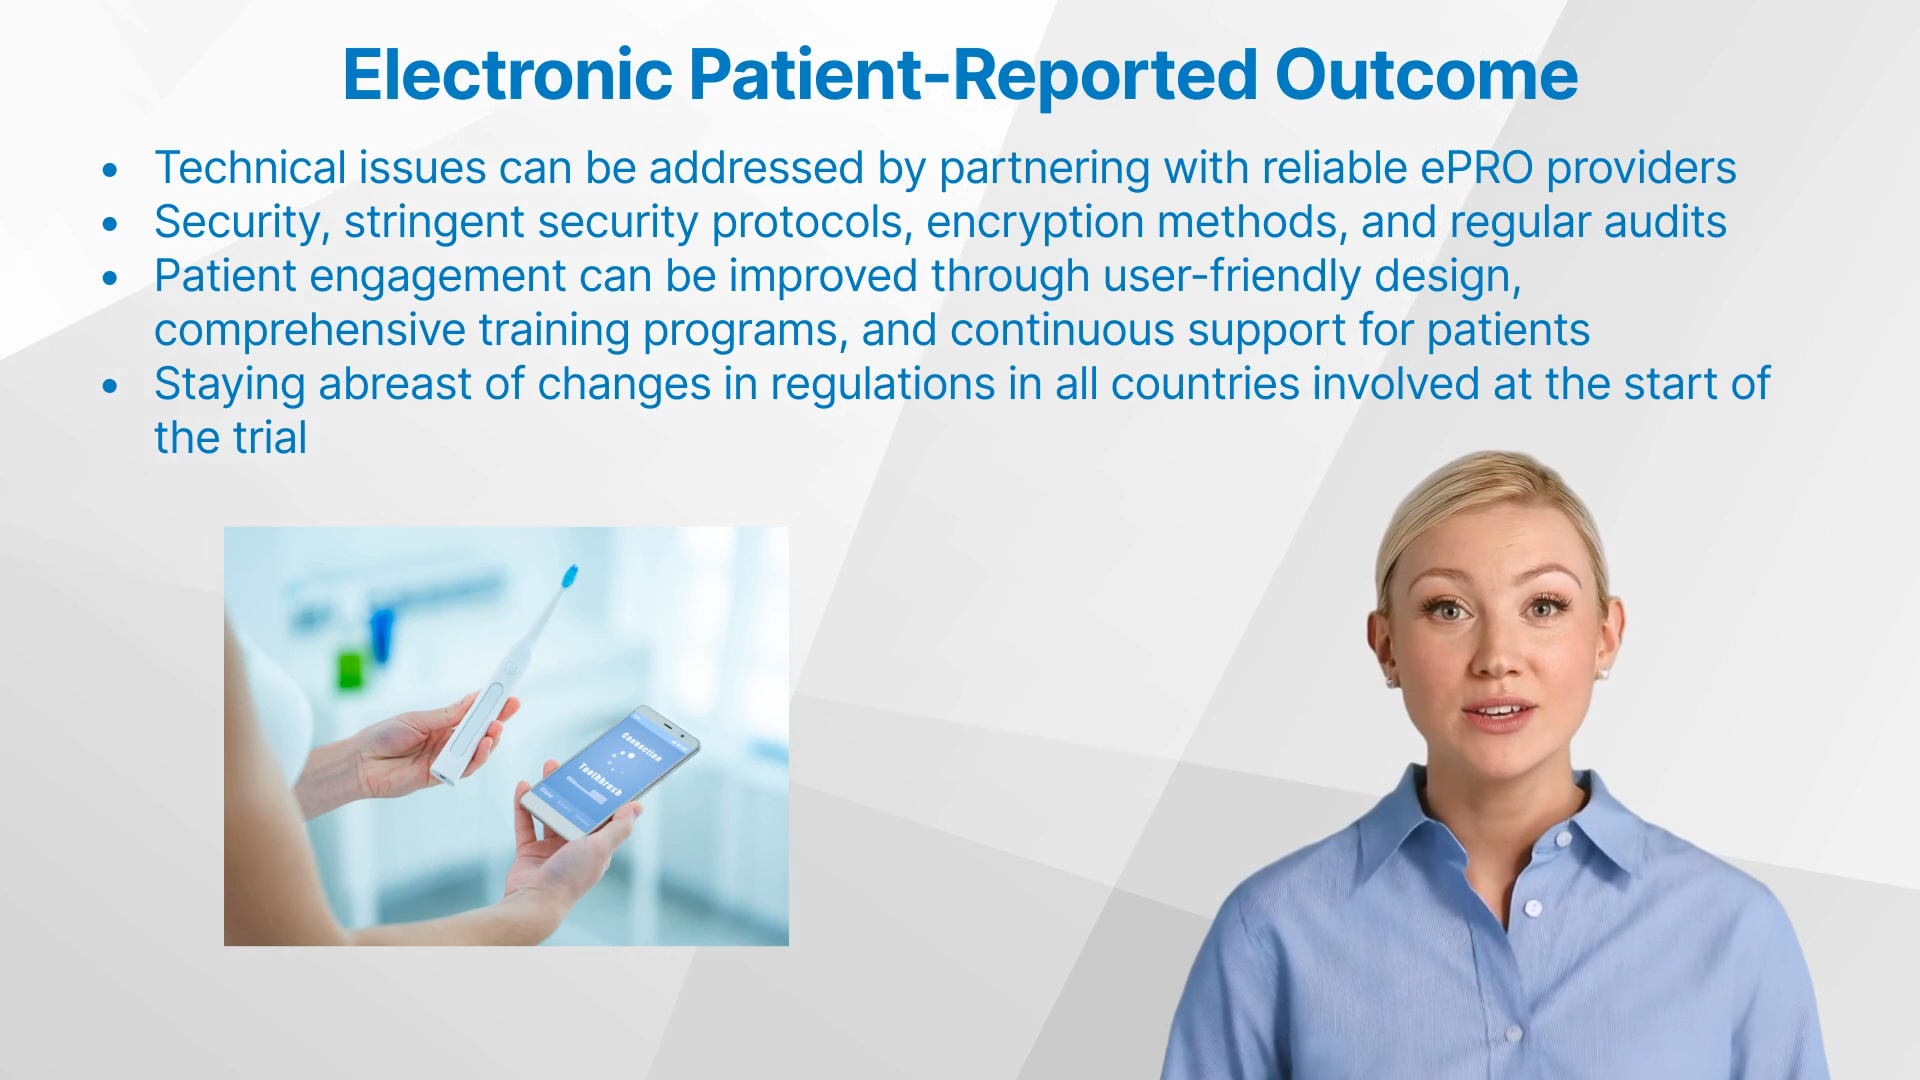 Electronic Patient-Reported Outcome
• Technical issues can be addressed by partnering with reliable ePRO providers
• Security, stringent security protocols, encryption methods, and regular audits
• Patient engagement can be improved through user-friendly design,
comprehensive training programs, and continuous support for patients
• Staying abreast of changes in regulations in all countries involved at the start of
the trial
Connection
Toothbrush